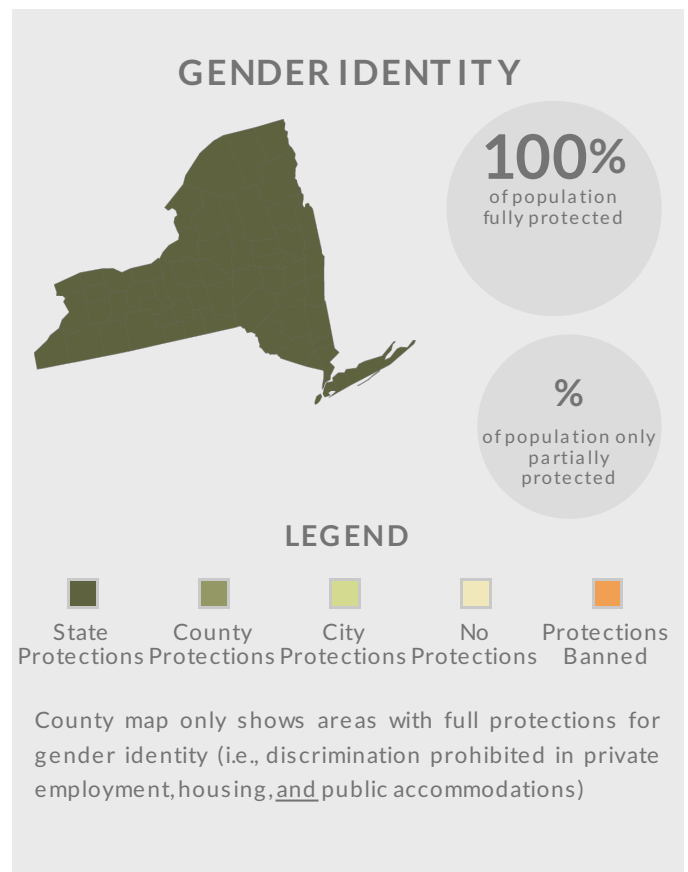 GENDER IDENTITY
100%
of population
fully protected
%
of population only
partially
protected
LEGEND
State
Protections
County
Protections
City
Protections
No
Protections
Protections
Banned
County map only shows areas with full protections for
gender identity (i.e., discrimination prohibited in private
employment, housing, and public accommodations)